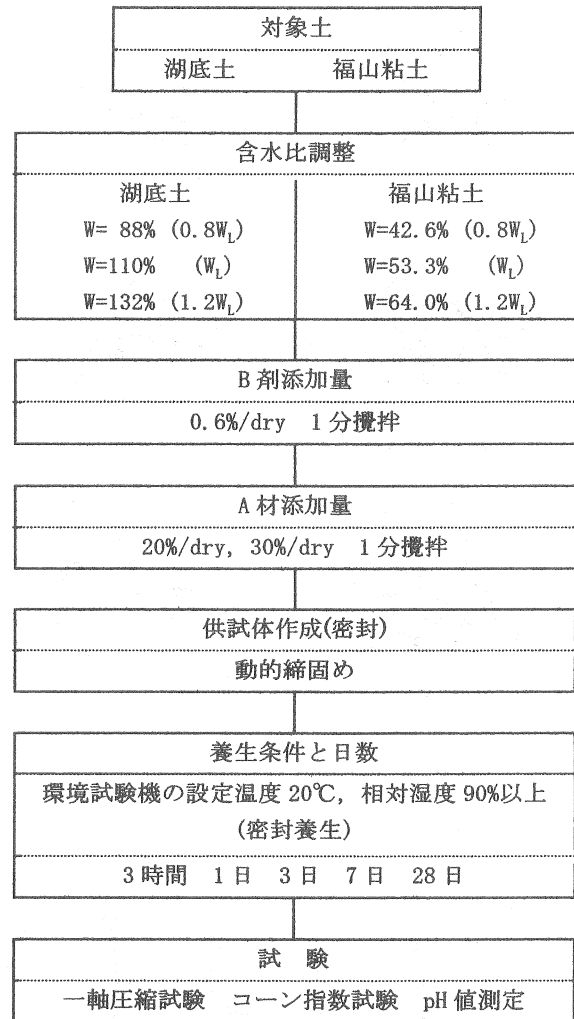 対象土
湖底土 福山粘土
含水比調整
湖底土
W= 88% (0.8WL)
W=110% (WL)
W=132% (1.2WL)
福山粘土
W=42.6% (0.8WL)
W=53.3% (WL)
W=64.0% (1.2WL)
B剤添加量
0.6%/dry 1分攪拌
A材添加量
20%/dry, 30%/dry 1分攪拌
供試体作成(密封)
動的締固め
養生条件と日数
環境試験機の設定温度20℃, 相対湿度90%以上
(密封養生)
3時間 1日 3日 7日 28日
試 験
一軸圧縮試験 コーン指数試験 pH値測定